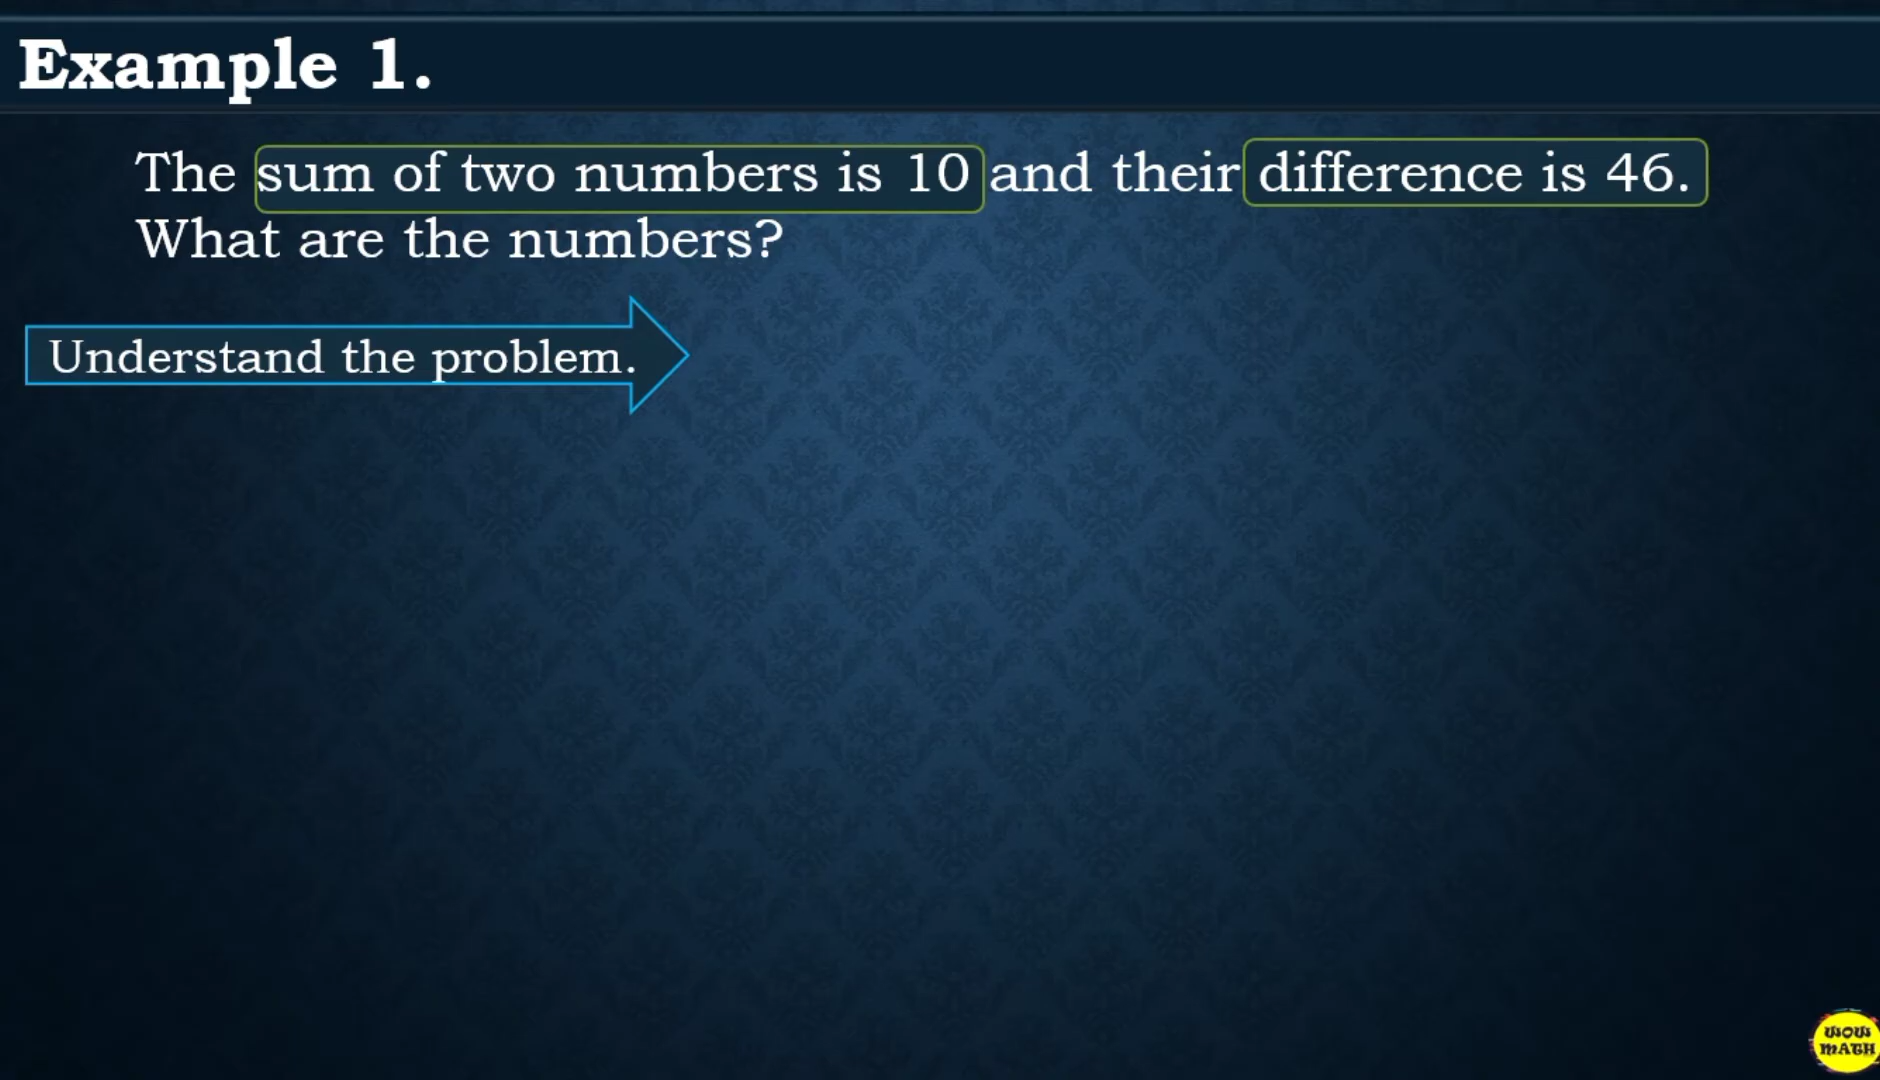 Example 1.
The sum of two numbers is 10 and their difference is 46.
What are the numbers?
Understand the problem.
WOW
MATH